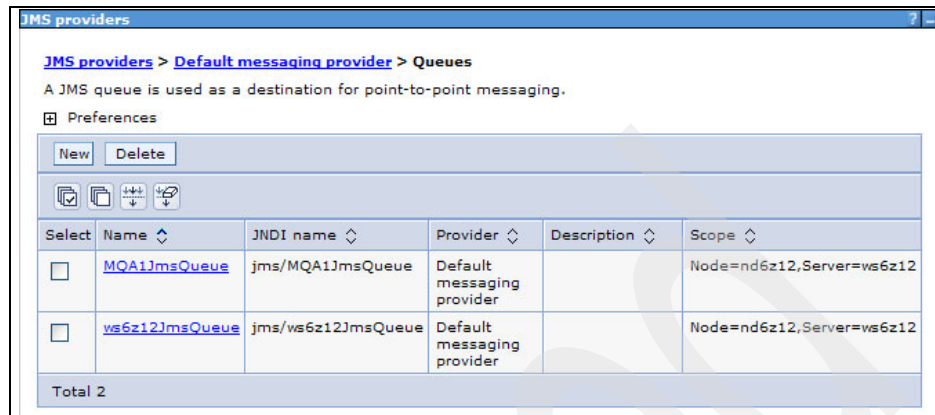 JMS providers ? –
JMS providers > Default messaging provider > Queues
A JMS queue is used as a destination for point-to-point messaging.
Preferences
New Delete
Select Name JNDI name Provider Description Scope
MQA1JmsQueue jms/MQA1JmsQueue Default messaging provider Node=nd6z12,Server=ws6z12
ws6z12JmsQueue jms/ws6z12JmsQueue Default messaging provider Node=nd6z12,Server=ws6z12
Total 2